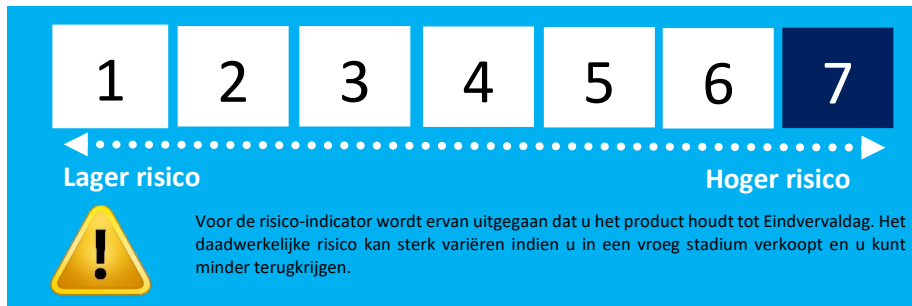 1 2 3 4 5 6 7
Lager risico Hoger risico
Voor de risico-indicator wordt ervan uitgegaan dat u het product houdt tot Eindvervaldag. Het
daadwerkelijke risico kan sterk variëren indien u in een vroeg stadium verkoopt en u kunt
minder terugkrijgen.